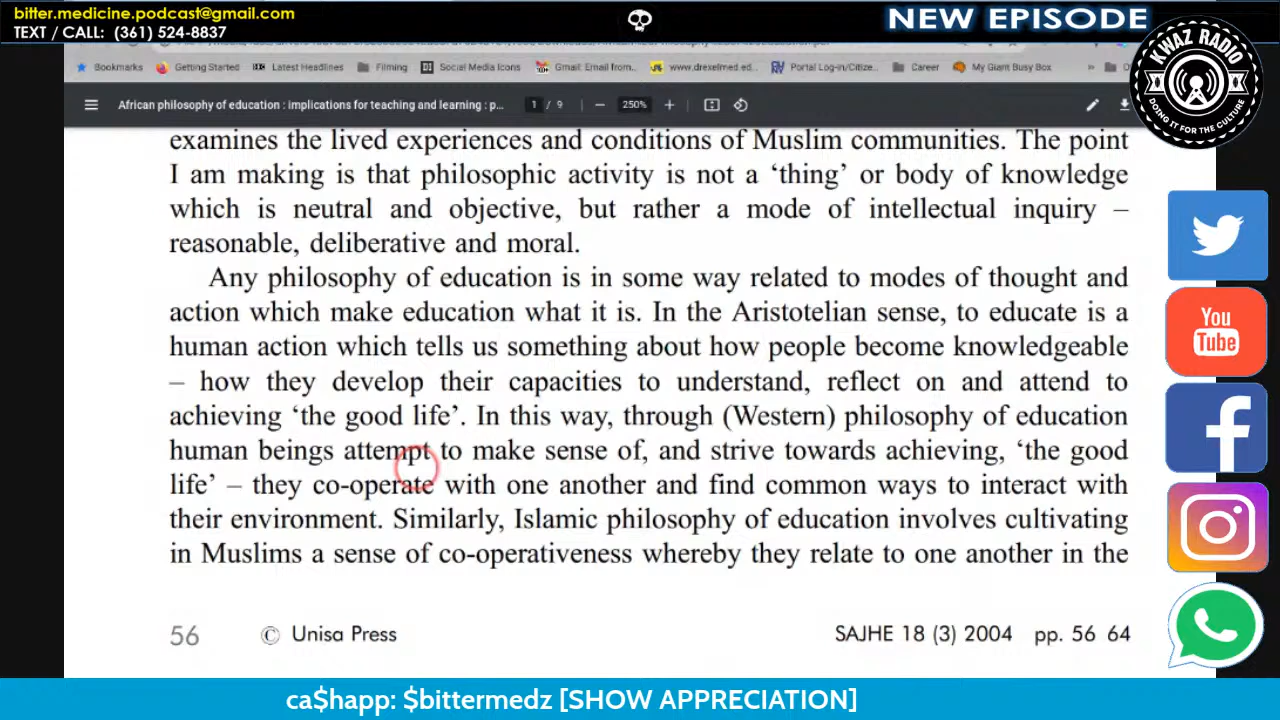 bitter.medicine.podcast@gmail.com
TEXT / CALL: (361) 524-8837
NEW EPISODE
KWAZ RADIO
DOING IT FOR THE CULTURE
Bookmarks Getting Started Latest Headlines Filming Social Media Icons Gmail: Email from... www.drexelmed.ed... Portal Log-in/Citize... Career My Giant Busy Box »
African philosophy of education : implications for teaching and learning : p... 1 / 9 − 250% +
examines the lived experiences and conditions of Muslim communities. The point
I am making is that philosophic activity is not a ‘thing’ or body of knowledge
which is neutral and objective, but rather a mode of intellectual inquiry –
reasonable, deliberative and moral.
Any philosophy of education is in some way related to modes of thought and
action which make education what it is. In the Aristotelian sense, to educate is a
human action which tells us something about how people become knowledgeable
– how they develop their capacities to understand, reflect on and attend to
achieving ‘the good life’. In this way, through (Western) philosophy of education
human beings attempt to make sense of, and strive towards achieving, ‘the good
life’ – they co-operate with one another and find common ways to interact with
their environment. Similarly, Islamic philosophy of education involves cultivating
in Muslims a sense of co-operativeness whereby they relate to one another in the
56 © Unisa Press SAJHE 18 (3) 2004 pp. 56 64
You
Tube
ca$happ: $bittermedz [SHOW APPRECIATION]